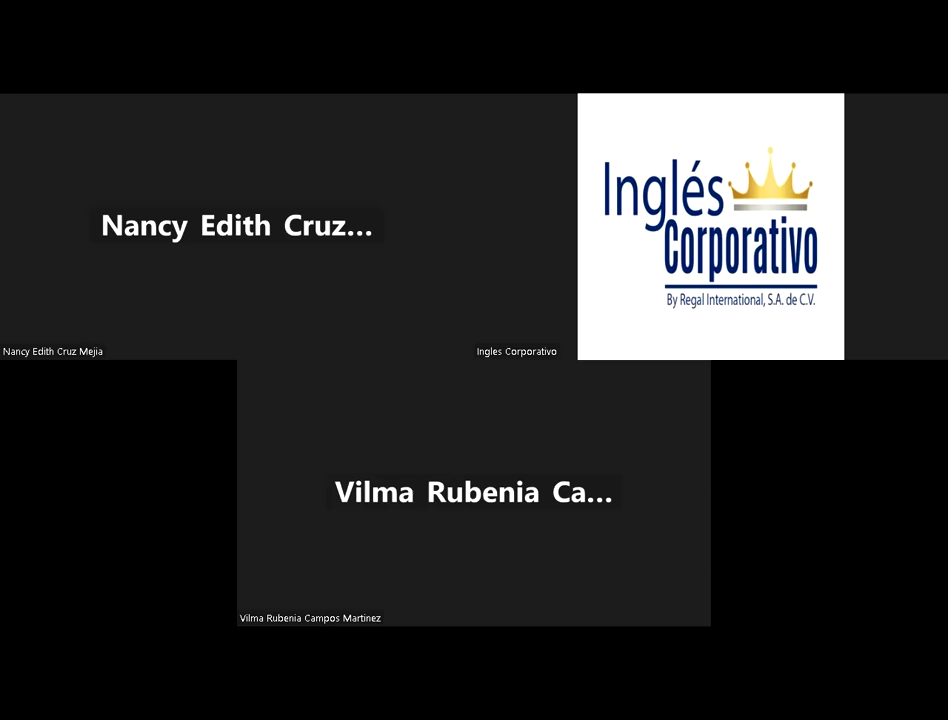 Nancy Edith Cruz...
Nancy Edith Cruz Mejia
Inglés
Corporativo
By Regal International, S.A. de C.V.
Ingles Corporativo
Vilma Rubenia Ca...
Vilma Rubenia Campos Martinez